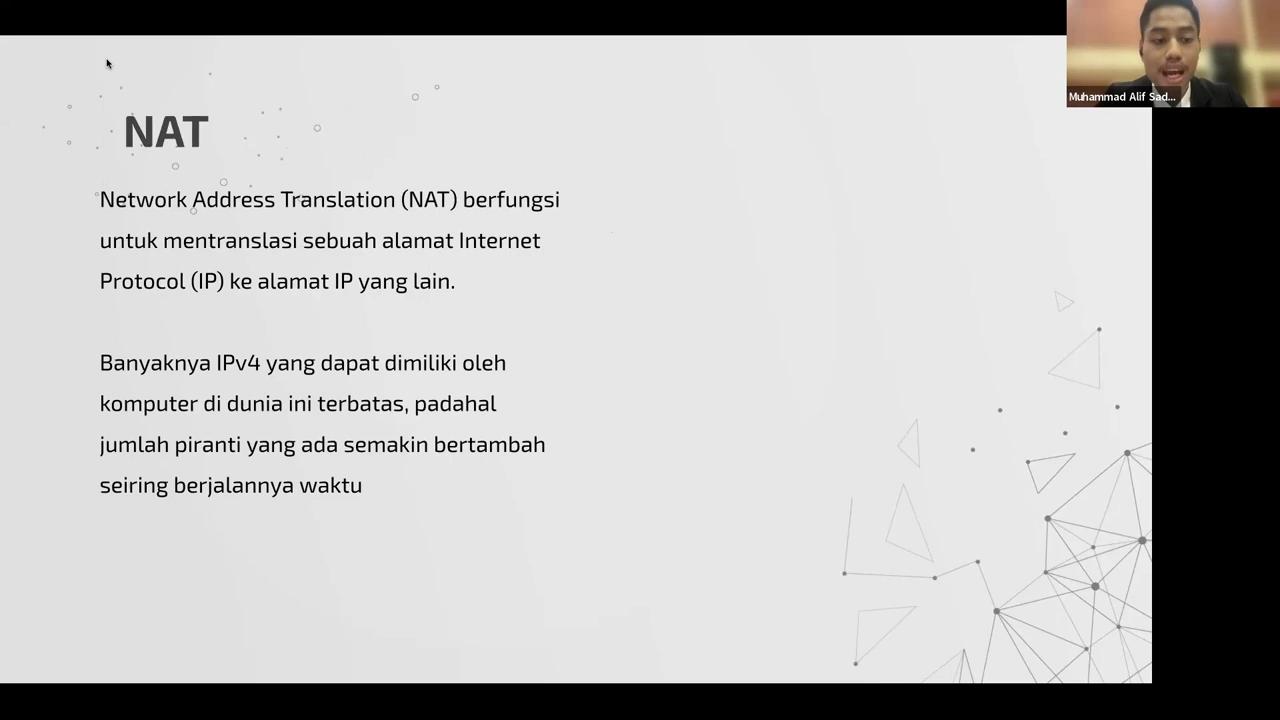 NAT
Network Address Translation (NAT) berfungsi
untuk mentranslasi sebuah alamat Internet
Protocol (IP) ke alamat IP yang lain.
Banyaknya IPv4 yang dapat dimiliki oleh
komputer di dunia ini terbatas, padahal
jumlah piranti yang ada semakin bertambah
seiring berjalannya waktu
Muhammad Alif Sad...